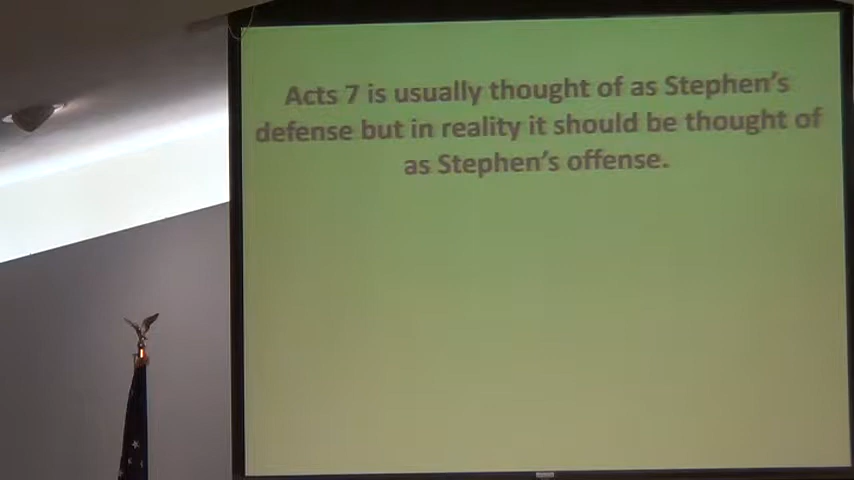 Acts 7 is usually thought of as Stephen's
defense but in reality it should be thought of
as Stephen's offense.